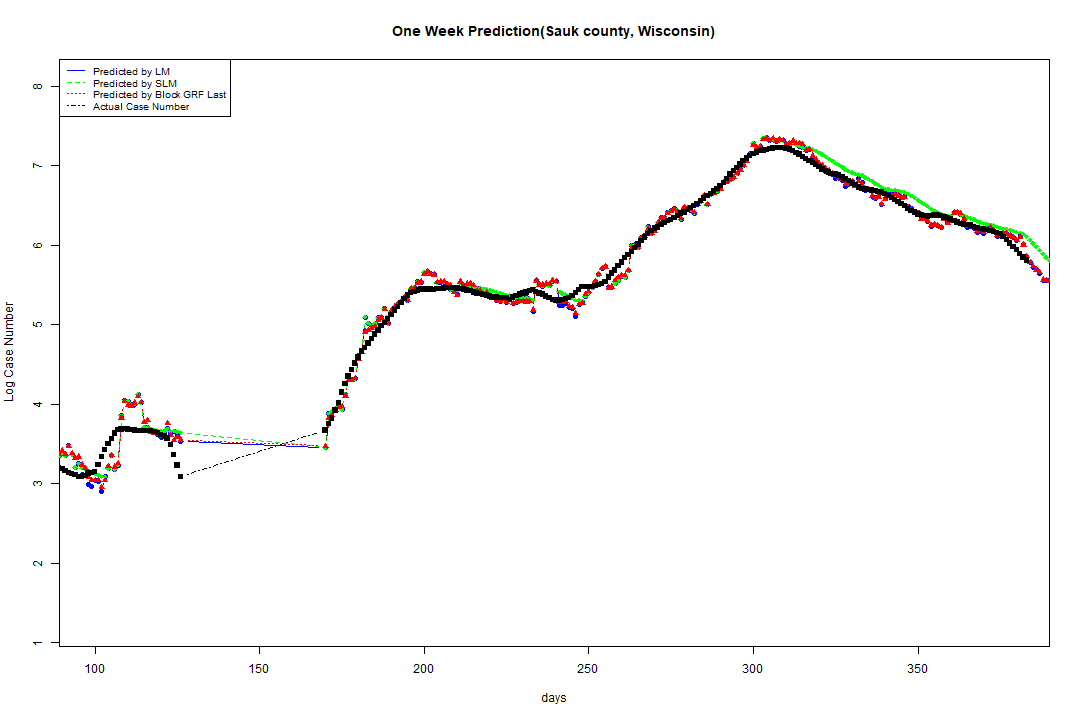 One Week Prediction(Sauk county, Wisconsin)
Predicted by LM
Predicted by SLM
Predicted by Block GRF Last
Actual Case Number
8
7
6
5
4
3
2
1
Log Case Number
100 150 200 250 300 350
days